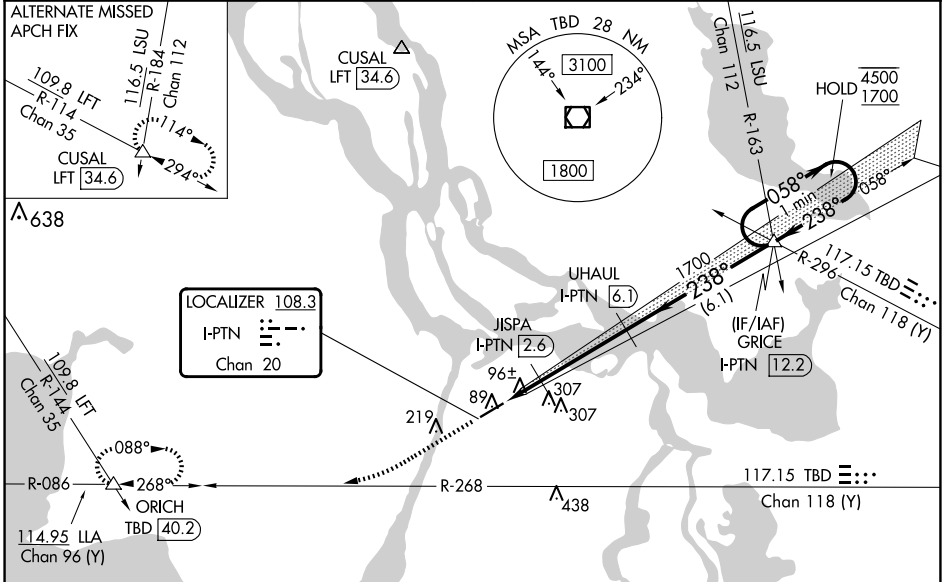 ALTERNATE MISSED
APCH FIX
116.5 LSU
R-184
Chan 112
109.8 LFT
R-114
Chan 35
114°
294°
CUSAL
LFT 34.6
638
CUSAL
LFT 34.6
MSA TBD 28 NM
144°
3100
234°
1800
116.5 LSU
Chan 112
R-163
HOLD 4500
1700
058°
1 min
238°
058°
1700
238°
(6.1)
117.15 TBD
R-296
Chan 118 (Y)
(IF/IAF)
GRICE
I-PTN 12.2
UHAUL
I-PTN 6.1
JISPA
I-PTN 2.6
LOCALIZER 108.3
I-PTN
Chan 20
96±
89
307
307
219
109.8 LFT
R-144
Chan 35
088°
R-086
268°
R-268
117.15 TBD
Chan 118 (Y)
ORICH
TBD 40.2
438
114.95 LLA
Chan 96 (Y)